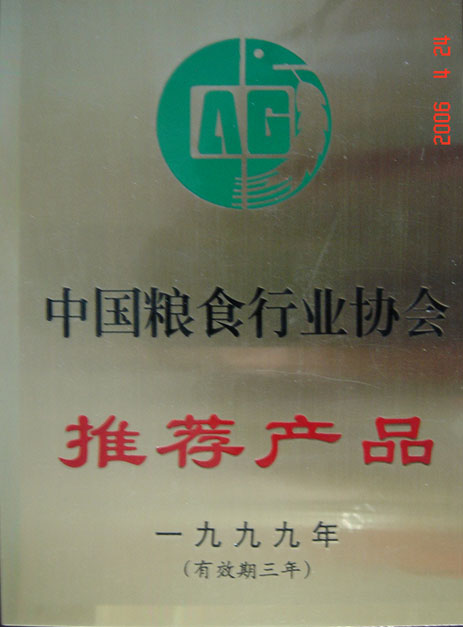 AG
中国粮食行业协会
推荐产品
一九九九年
(有效期三年)
2006 4 24